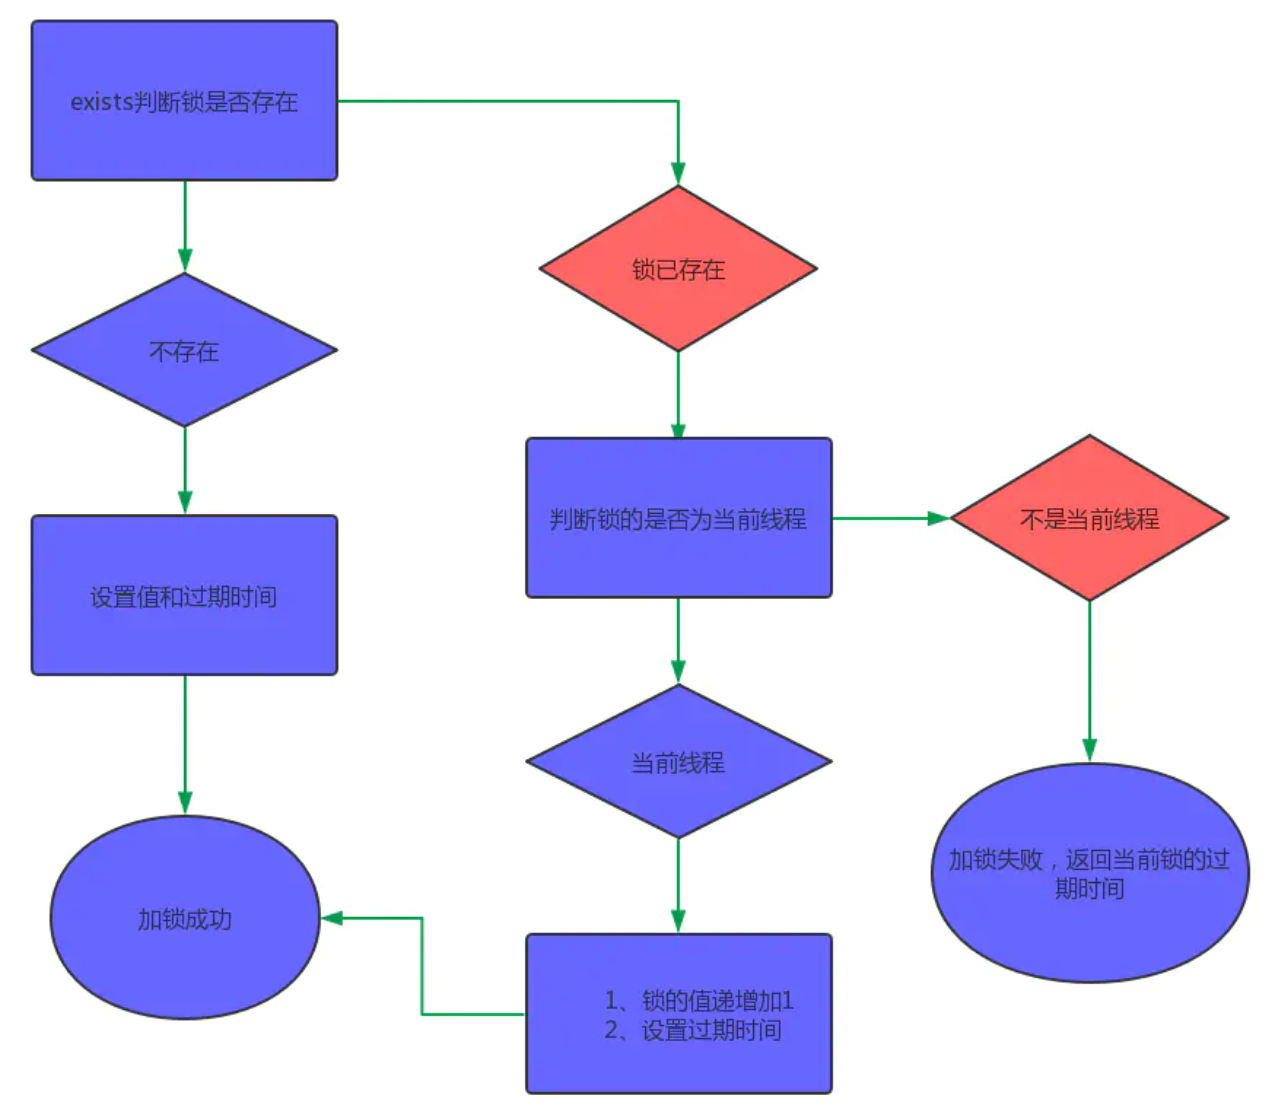 exists判断锁是否存在
锁已存在
不存在
判断锁的是否为当前线程
不是当前线程
设置值和过期时间
当前线程
加锁失败，返回当前锁的过
期时间
加锁成功
1、锁的值递增加1
2、设置过期时间